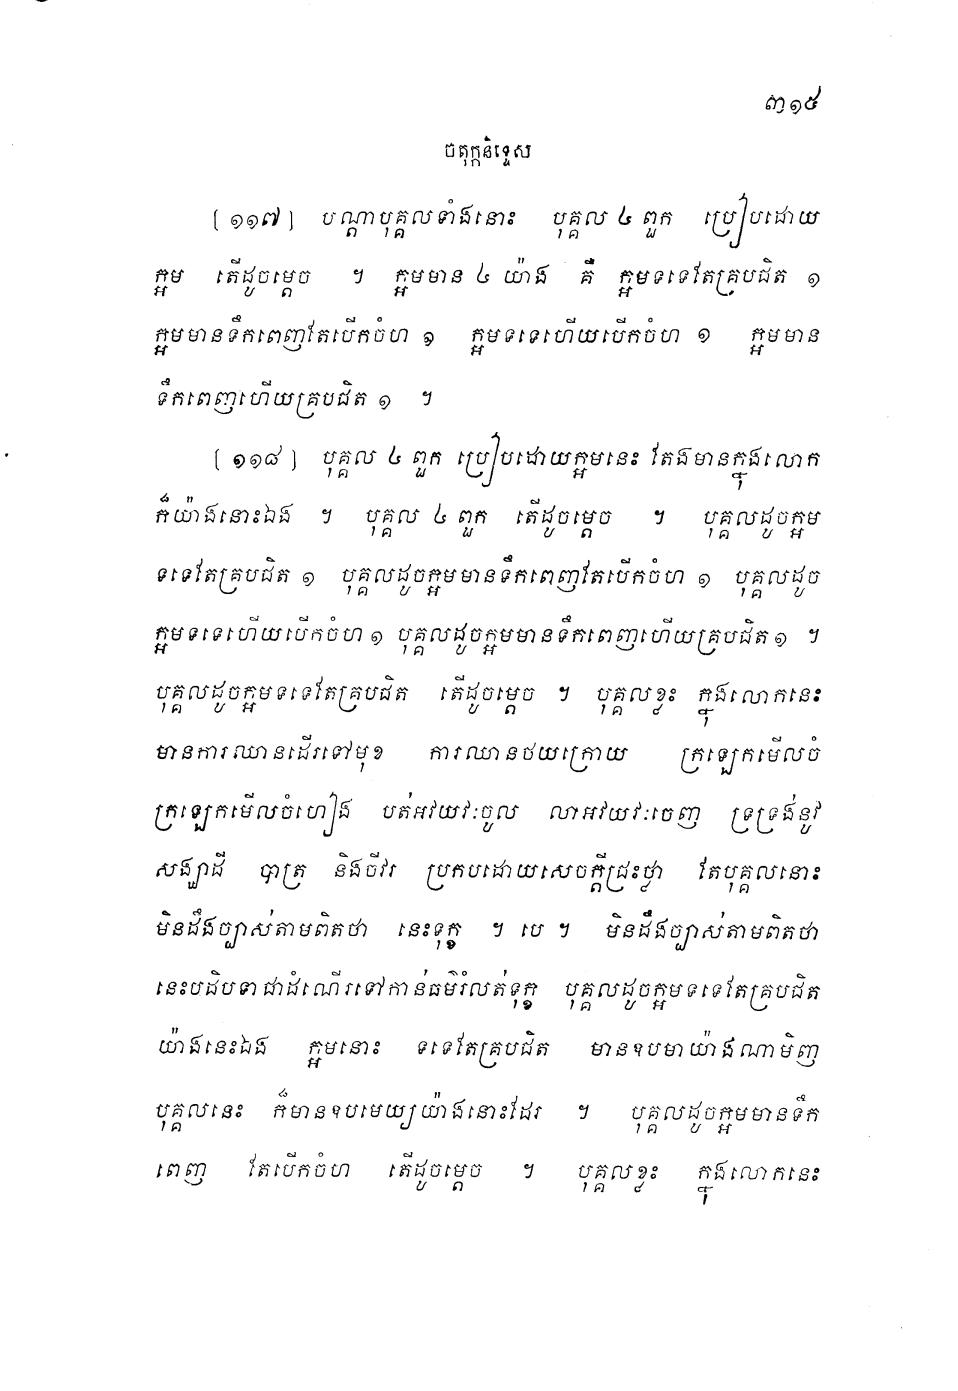 ៣១៥
ចតុក្កនិទ្ទេស
[១១៧] បណ្តាបុគ្គលទាំងនោះ បុគ្គល ៤ ពួក ប្រៀបដោយ
ក្អម តើដូចម្តេច ។ ក្អមមាន ៤ យ៉ាង គឺ ក្អមទទេតែគ្របជិត ១
ក្អមមានទឹកពេញតែបើកចំហ ១ ក្អមទទេហើយបើកចំហ ១ ក្អមមាន
ទឹកពេញហើយគ្របជិត ១ ។
[១១៨] បុគ្គល ៤ ពួក ប្រៀបដោយក្អមនេះ តែងមានក្នុងលោក
ក៏យ៉ាងនោះឯង ។ បុគ្គល ៤ ពួក តើដូចម្តេច ។ បុគ្គលដូចក្អម
ទទេតែគ្របជិត ១ បុគ្គលដូចក្អមមានទឹកពេញតែបើកចំហ ១ បុគ្គលដូច
ក្អមទទេហើយបើកចំហ ១ បុគ្គលដូចក្អមមានទឹកពេញហើយគ្របជិត ១ ។
បុគ្គលដូចក្អមទទេតែគ្របជិត តើដូចម្តេច ។ បុគ្គលខ្លះ ក្នុងលោកនេះ
មានការឈានដើរទៅមុខ ការឈានថយក្រោយ ក្រឡេកមើលចំ
ក្រឡេកមើលចំហៀង បត់អវយវៈចូល លាអវយវៈចេញ ទ្រទ្រង់នូវ
សង្ឃាដី បាត្រ និងចីវរ ប្រកបដោយសេចក្តីជ្រះថ្លា តែបុគ្គលនោះ
មិនដឹងច្បាស់តាមពិតថា នេះទុក្ខ ។ បេ ។ មិនដឹងច្បាស់តាមពិតថា
នេះបដិបទាជាដំណើរទៅកាន់ធម៌រំលត់ទុក្ខ បុគ្គលដូចក្អមទទេតែគ្របជិត
យ៉ាងនេះឯង ក្អមនោះ ទទេតែគ្របជិត មានឧបមាយ៉ាងណាមិញ
បុគ្គលនេះ ក៏មានឧបមេយ្យយ៉ាងនោះដែរ ។ បុគ្គលដូចក្អមមានទឹក
ពេញ តែបើកចំហ តើដូចម្តេច ។ បុគ្គលខ្លះ ក្នុងលោកនេះ